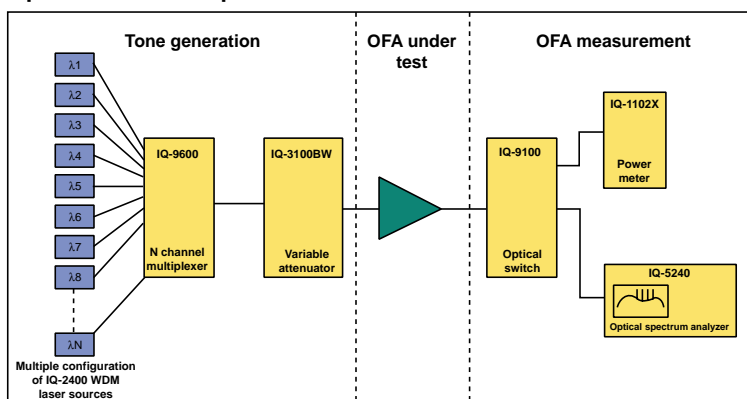 Tone generation
OFA under
test
OFA measurement
λ1
λ2
λ3
λ4
λ5
λ6
λ7
λ8
λN
Multiple configuration
of IQ-2400 WDM
laser sources
IQ-9600
N channel
multiplexer
IQ-3100BW
Variable
attenuator
IQ-9100
Optical
switch
IQ-1102X
Power
meter
IQ-5240
Optical spectrum analyzer